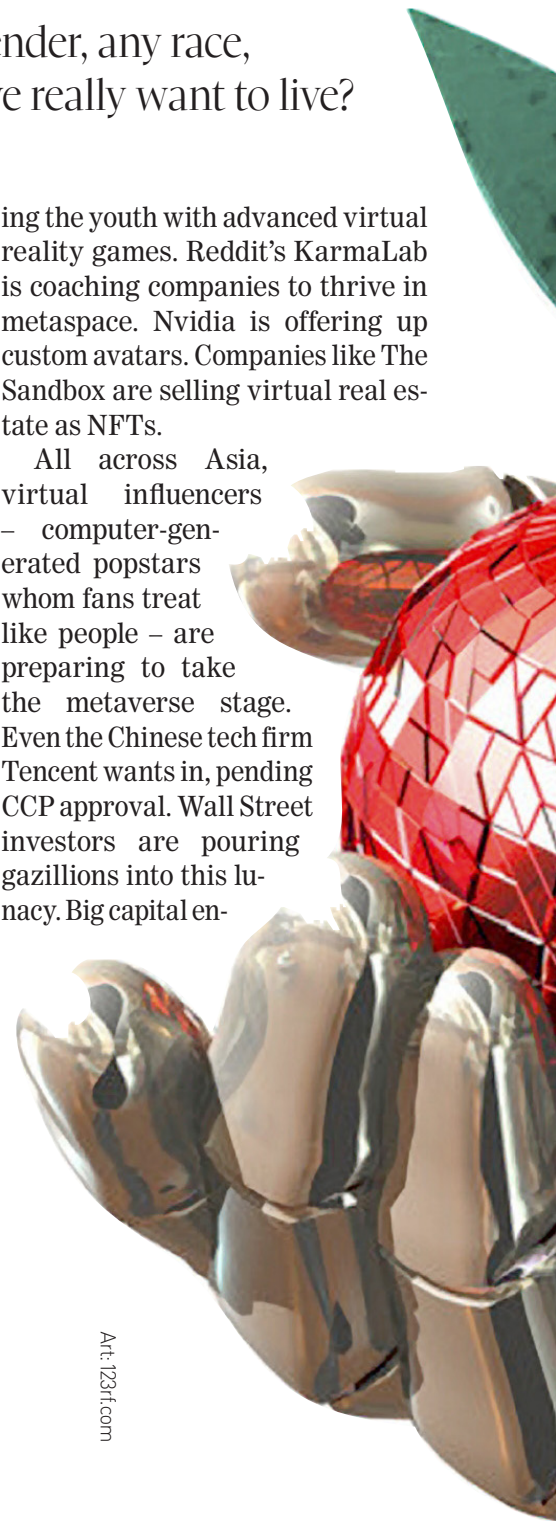 ender, any race,
ve really want to live?
ing the youth with advanced virtual
reality games. Reddit’s KarmaLab
is coaching companies to thrive in
metaspace. Nvidia is offering up
custom avatars. Companies like The
Sandbox are selling virtual real es-
tate as NFTs.
All across Asia,
virtual influencers
– computer-gen-
erated popstars
whom fans treat
like people – are
preparing to take
the metaverse stage.
Even the Chinese tech firm
Tencent wants in, pending
CCP approval. Wall Street
investors are pouring
gazillions into this lu-
nacy. Big capital en-
Art: 123rf.com